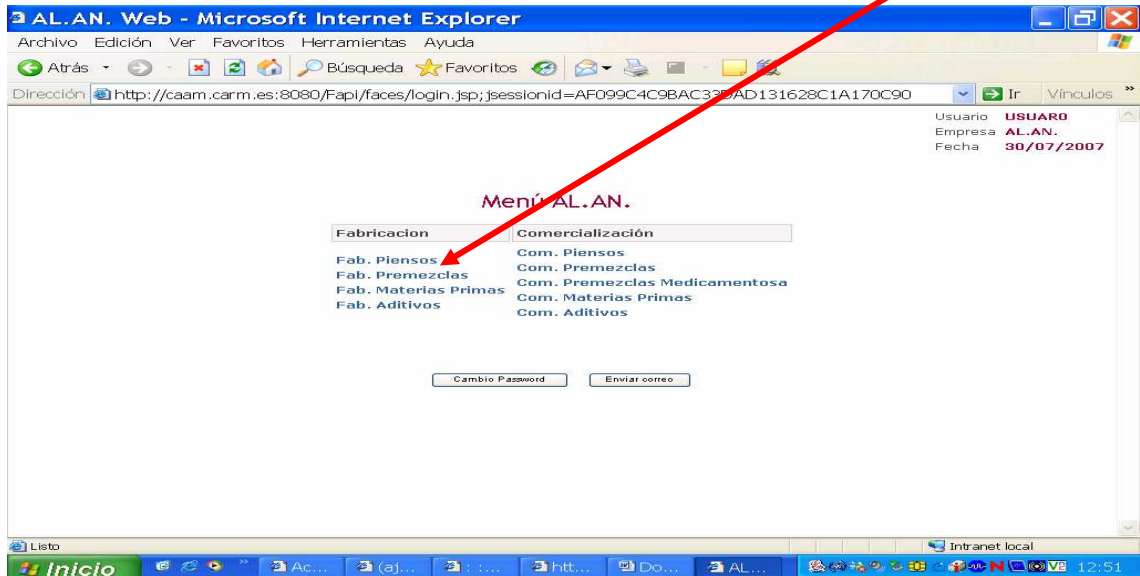 AL.AN. Web - Microsoft Internet Explorer
Archivo Edición Ver Favoritos Herramientas Ayuda
Atrás Búsqueda Favoritos
Dirección http://caam.carm.es:8080/Fapi/faces/login.jsp;jsessionid=AF099C4C9BAC33DAD131628C1A170C90 Ir Vínculos »
Usuario USUAR0
Empresa AL.AN.
Fecha 30/07/2007
Menú AL.AN.
Fabricacion Comercialización
Fab. Piensos
Fab. Premezclas
Fab. Materias Primas
Fab. Aditivos
Com. Piensos
Com. Premezclas
Com. Premezclas Medicamentosa
Com. Materias Primas
Com. Aditivos
Cambio Password Enviar correo
Listo Intranet local
Inicio » Ac... (aj... : :... htt... Do... AL... 12:51